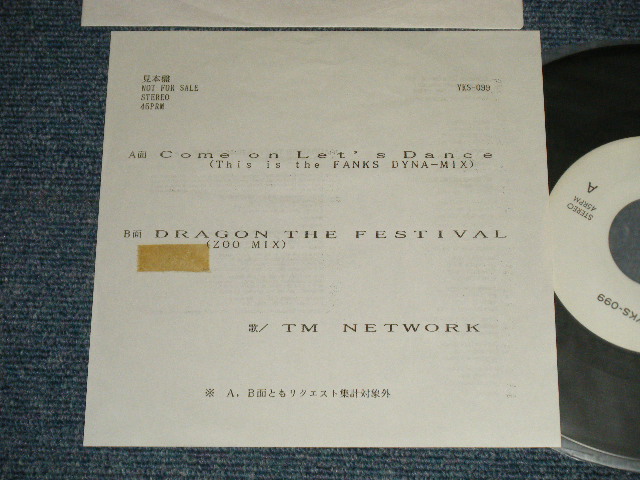 見本盤
NOT FOR SALE
STEREO
45PRM
YKS-099
A面 Come on Let's Dance
(This is the FANKS DYNA-MIX)
B面 DRAGON THE FESTIVAL
(ZOO MIX)
歌/ TM NETWORK
※ A,B面ともリクエスト集計対象外
STEREO
45RPM
A
YKS-099